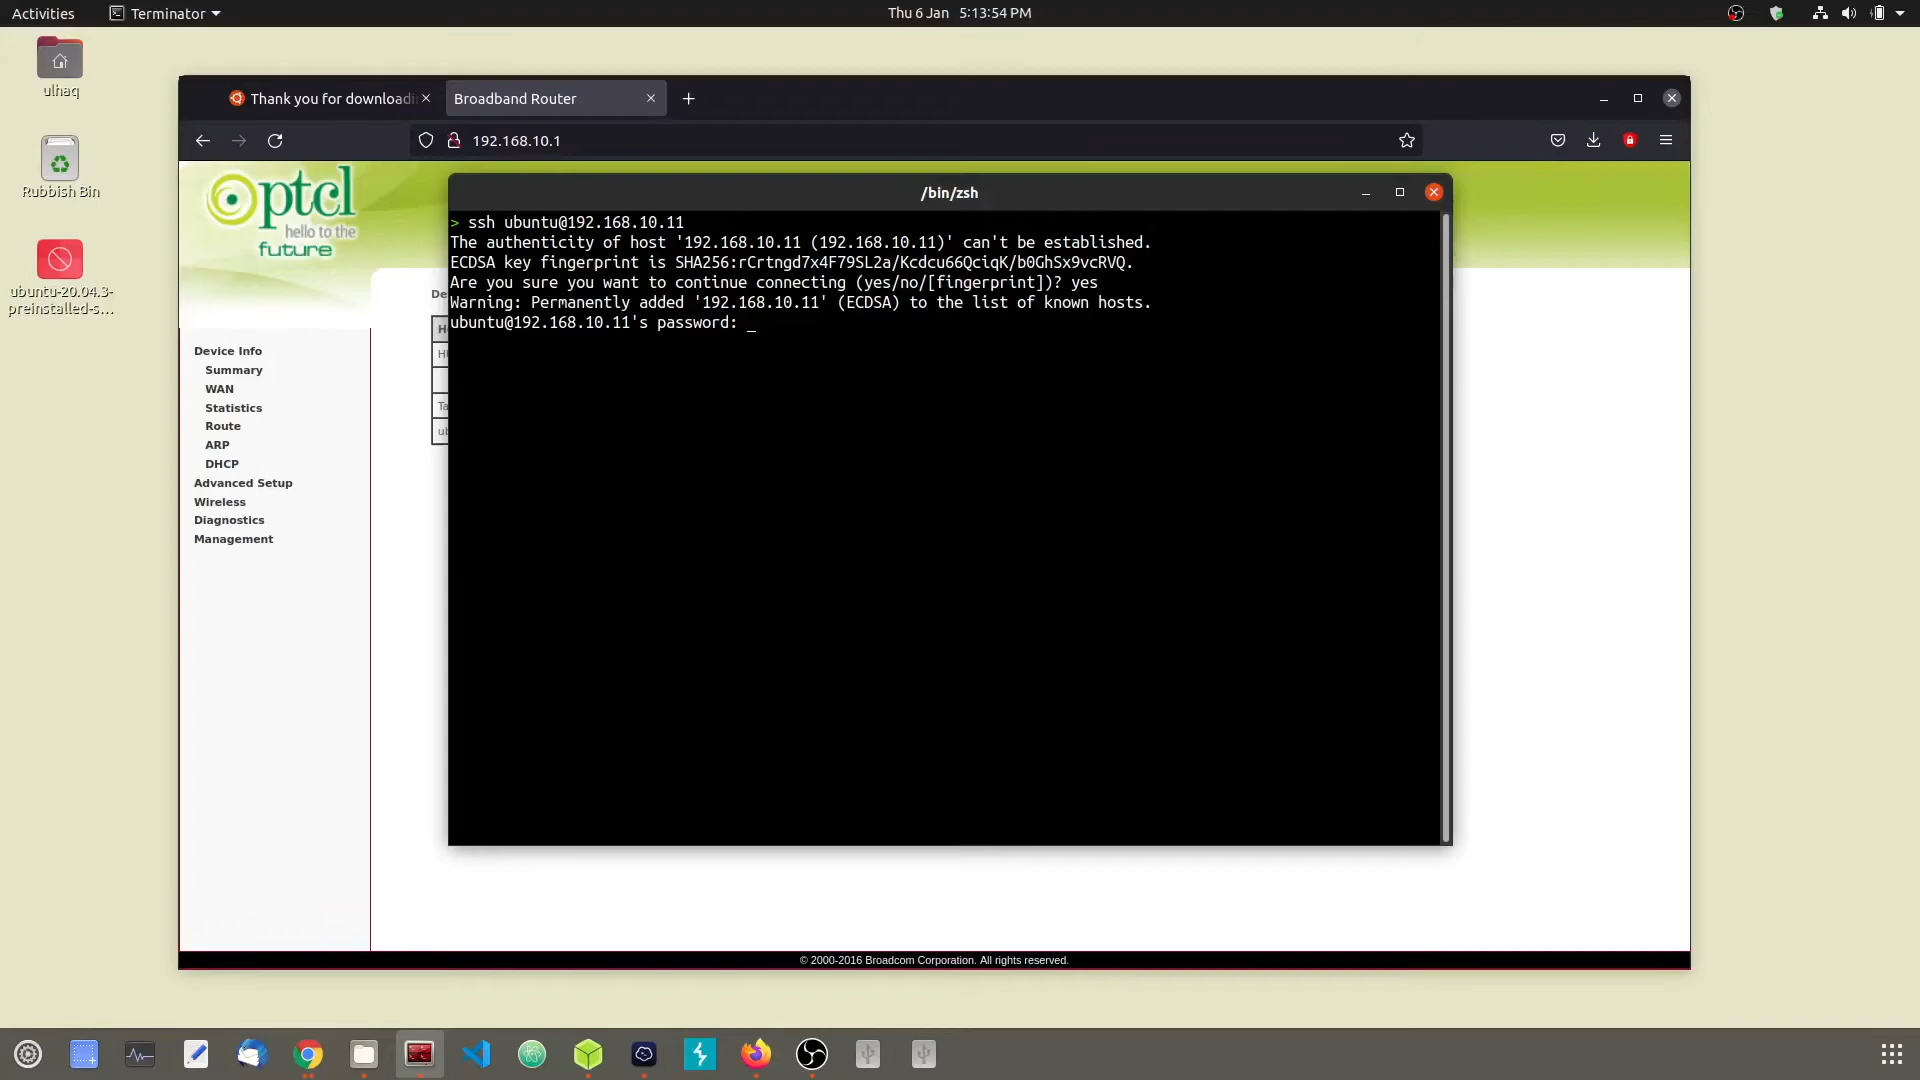 Activities
Terminator
Thu 6 Jan 5:13:54 PM
ulhaq
Rubbish Bin
ubuntu-20.04.3-
preinstalled-s...
Thank you for downloadi
Broadband Router
192.168.10.1
ptcl
hello to the
future
Device Info
Summary
WAN
Statistics
Route
ARP
DHCP
Advanced Setup
Wireless
Diagnostics
Management
De
Ta
ub
/bin/zsh
> ssh ubuntu@192.168.10.11
The authenticity of host '192.168.10.11 (192.168.10.11)' can't be established.
ECDSA key fingerprint is SHA256:rCrtngd7x4F79SL2a/Kcdcu66QciqK/b0GhSx9vcRVQ.
Are you sure you want to continue connecting (yes/no/[fingerprint])? yes
Warning: Permanently added '192.168.10.11' (ECDSA) to the list of known hosts.
ubuntu@192.168.10.11's password: _
© 2000-2016 Broadcom Corporation. All rights reserved.